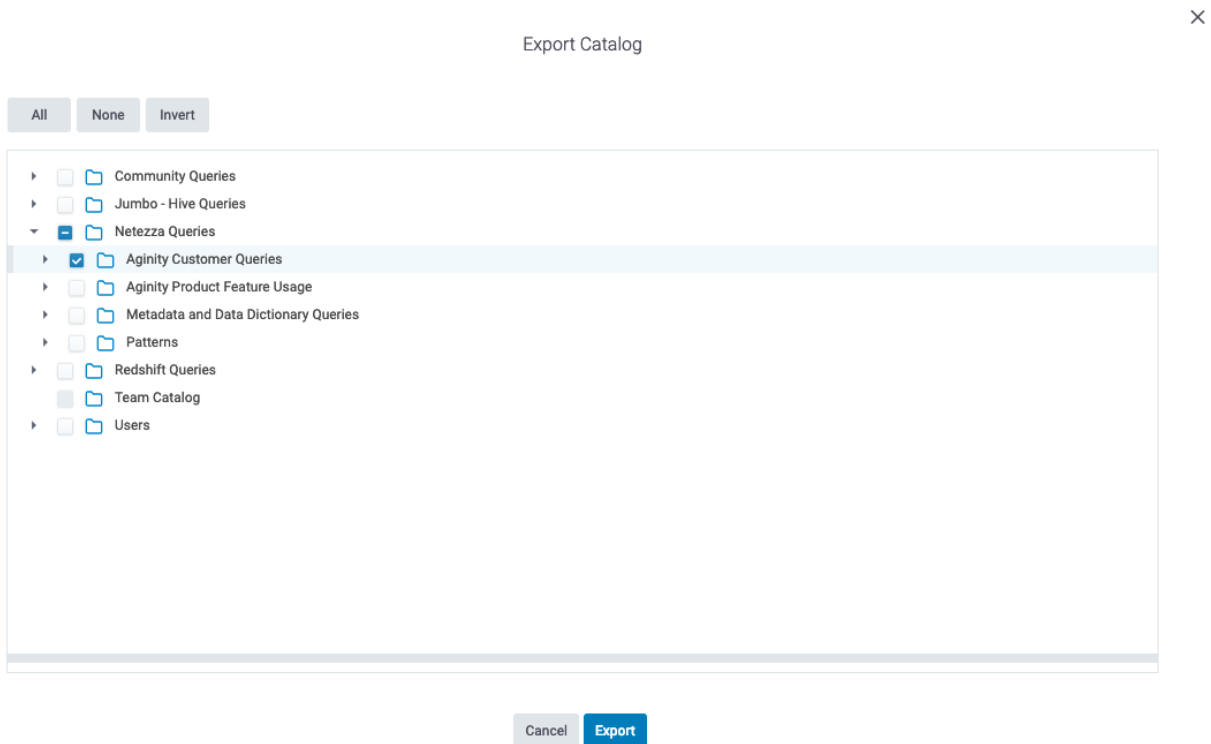 Export Catalog
All None Invert
Community Queries
Jumbo - Hive Queries
Netezza Queries
Aginity Customer Queries
Aginity Product Feature Usage
Metadata and Data Dictionary Queries
Patterns
Redshift Queries
Team Catalog
Users
Cancel Export